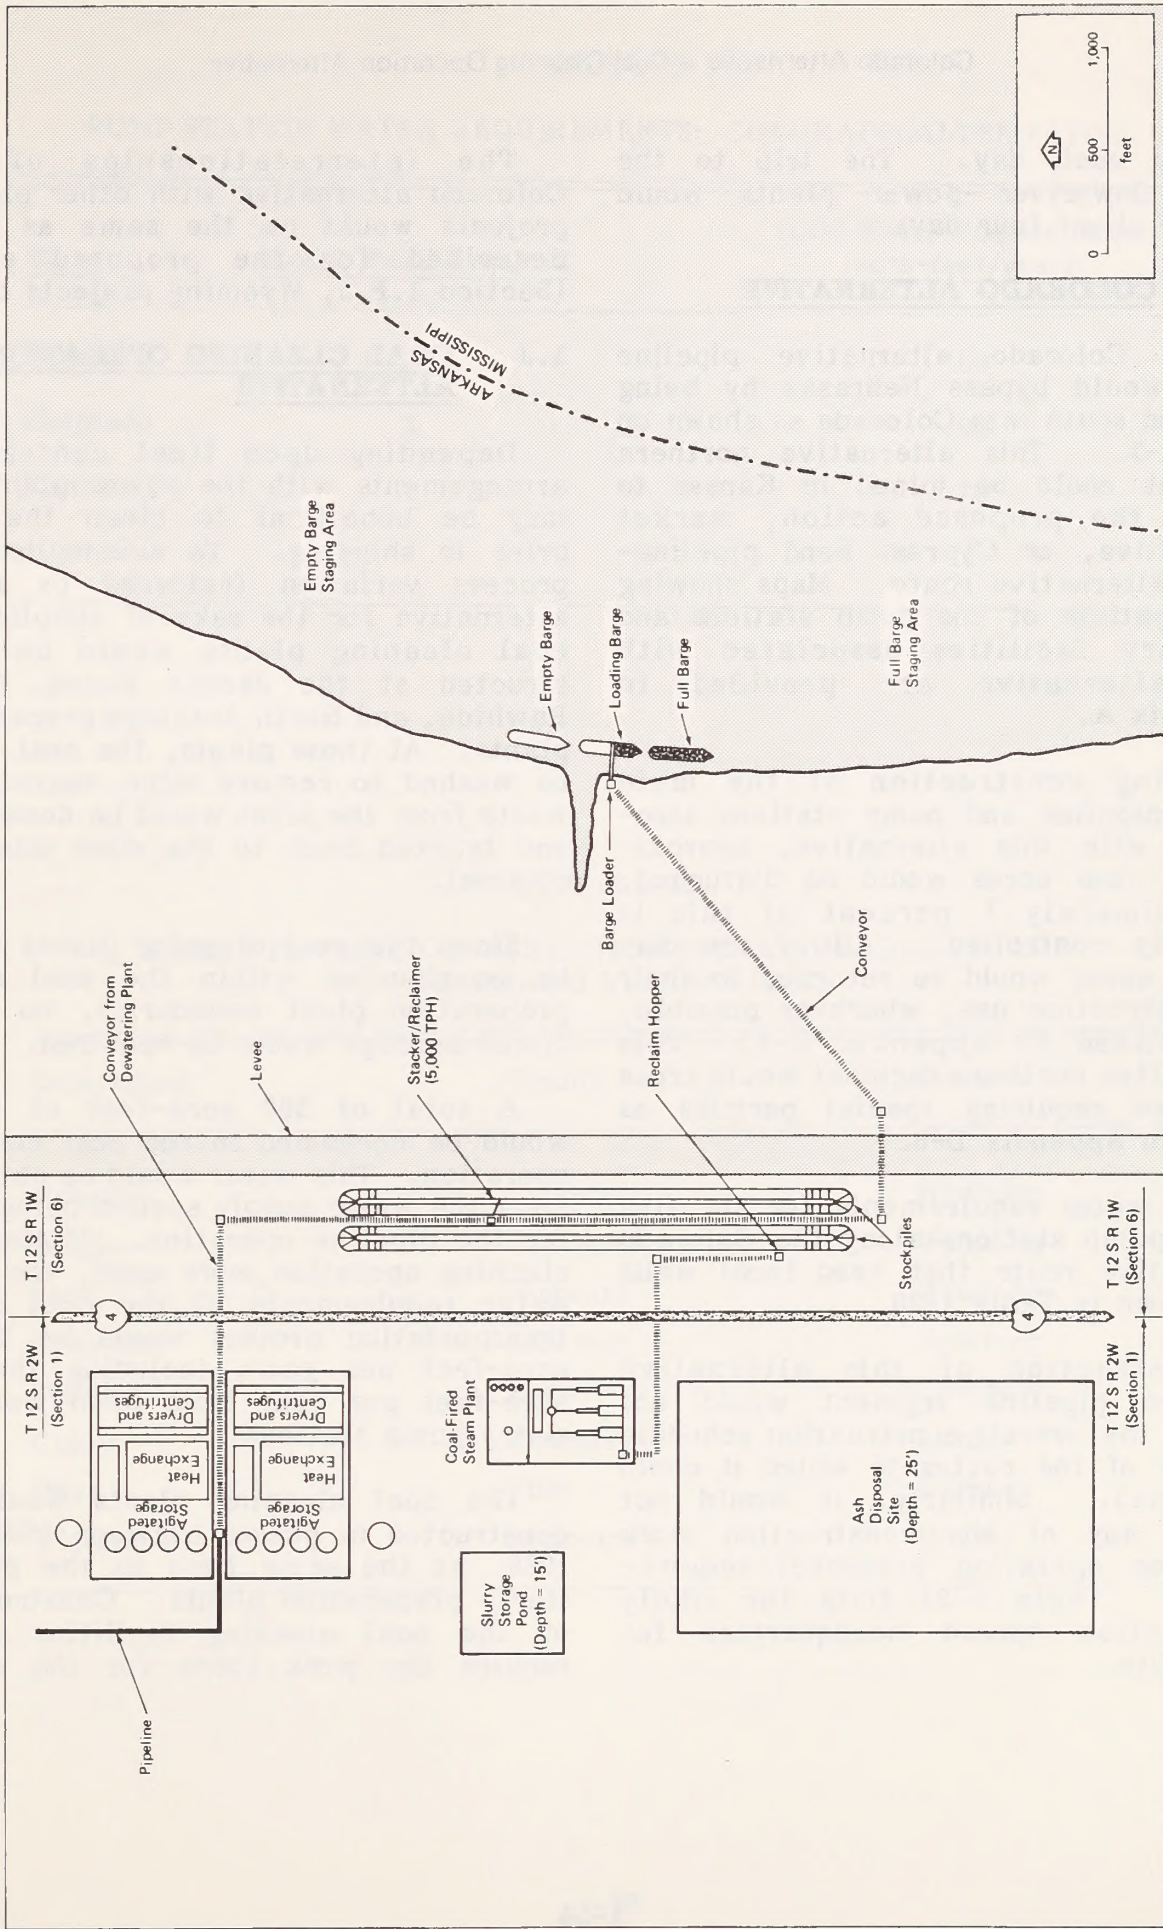 T 12 S R 2W
(Section 1)
T 12 S R 1W
(Section 6)
4
Pipeline
Agitated
Storage
Heat
Exchange
Dryers and
Centrifuges
Agitated
Storage
Heat
Exchange
Dryers and
Centrifuges
Conveyor from
Dewatering Plant
Levee
Stacker/Reclaimer
(5,000 TPH)
Empty Barge
Staging Area
ARKANSAS
MISSISSIPPI
Slurry
Storage
Pond
(Depth = 15')
Coal-Fired
Steam Plant
Empty Barge
Loading Barge
Full Barge
Barge Loader
Reclaim Hopper
Conveyor
Stockpiles
Ash
Disposal
Site
(Depth = 25')
Full Barge
Staging Area
4
T 12 S R 2W
(Section 1)
T 12 S R 1W
(Section 6)
N
0 500 1,000
feet